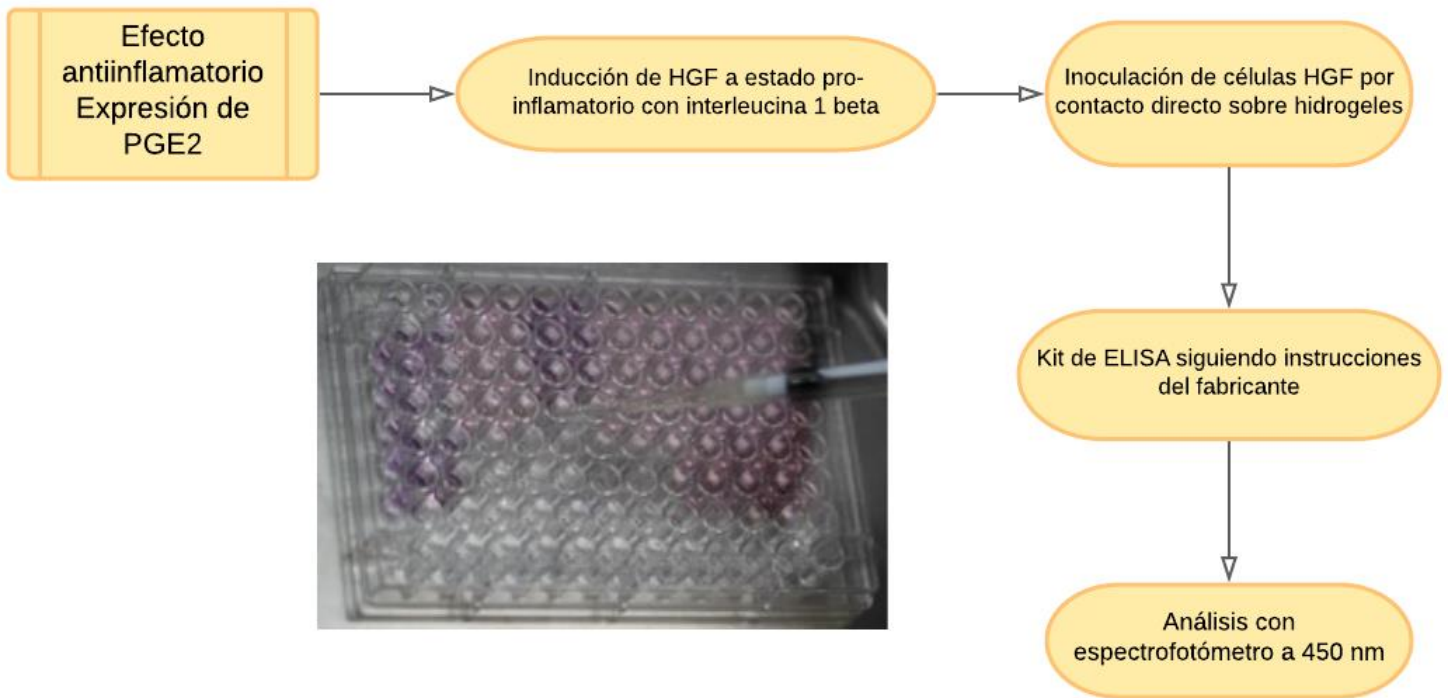 Efecto
antiinflamatorio
Expresión de
PGE2
Inducción de HGF a estado pro-
inflamatorio con interleucina 1 beta
Inoculación de células HGF por
contacto directo sobre hidrogeles
Kit de ELISA siguiendo instrucciones
del fabricante
Análisis con
espectrofotómetro a 450 nm